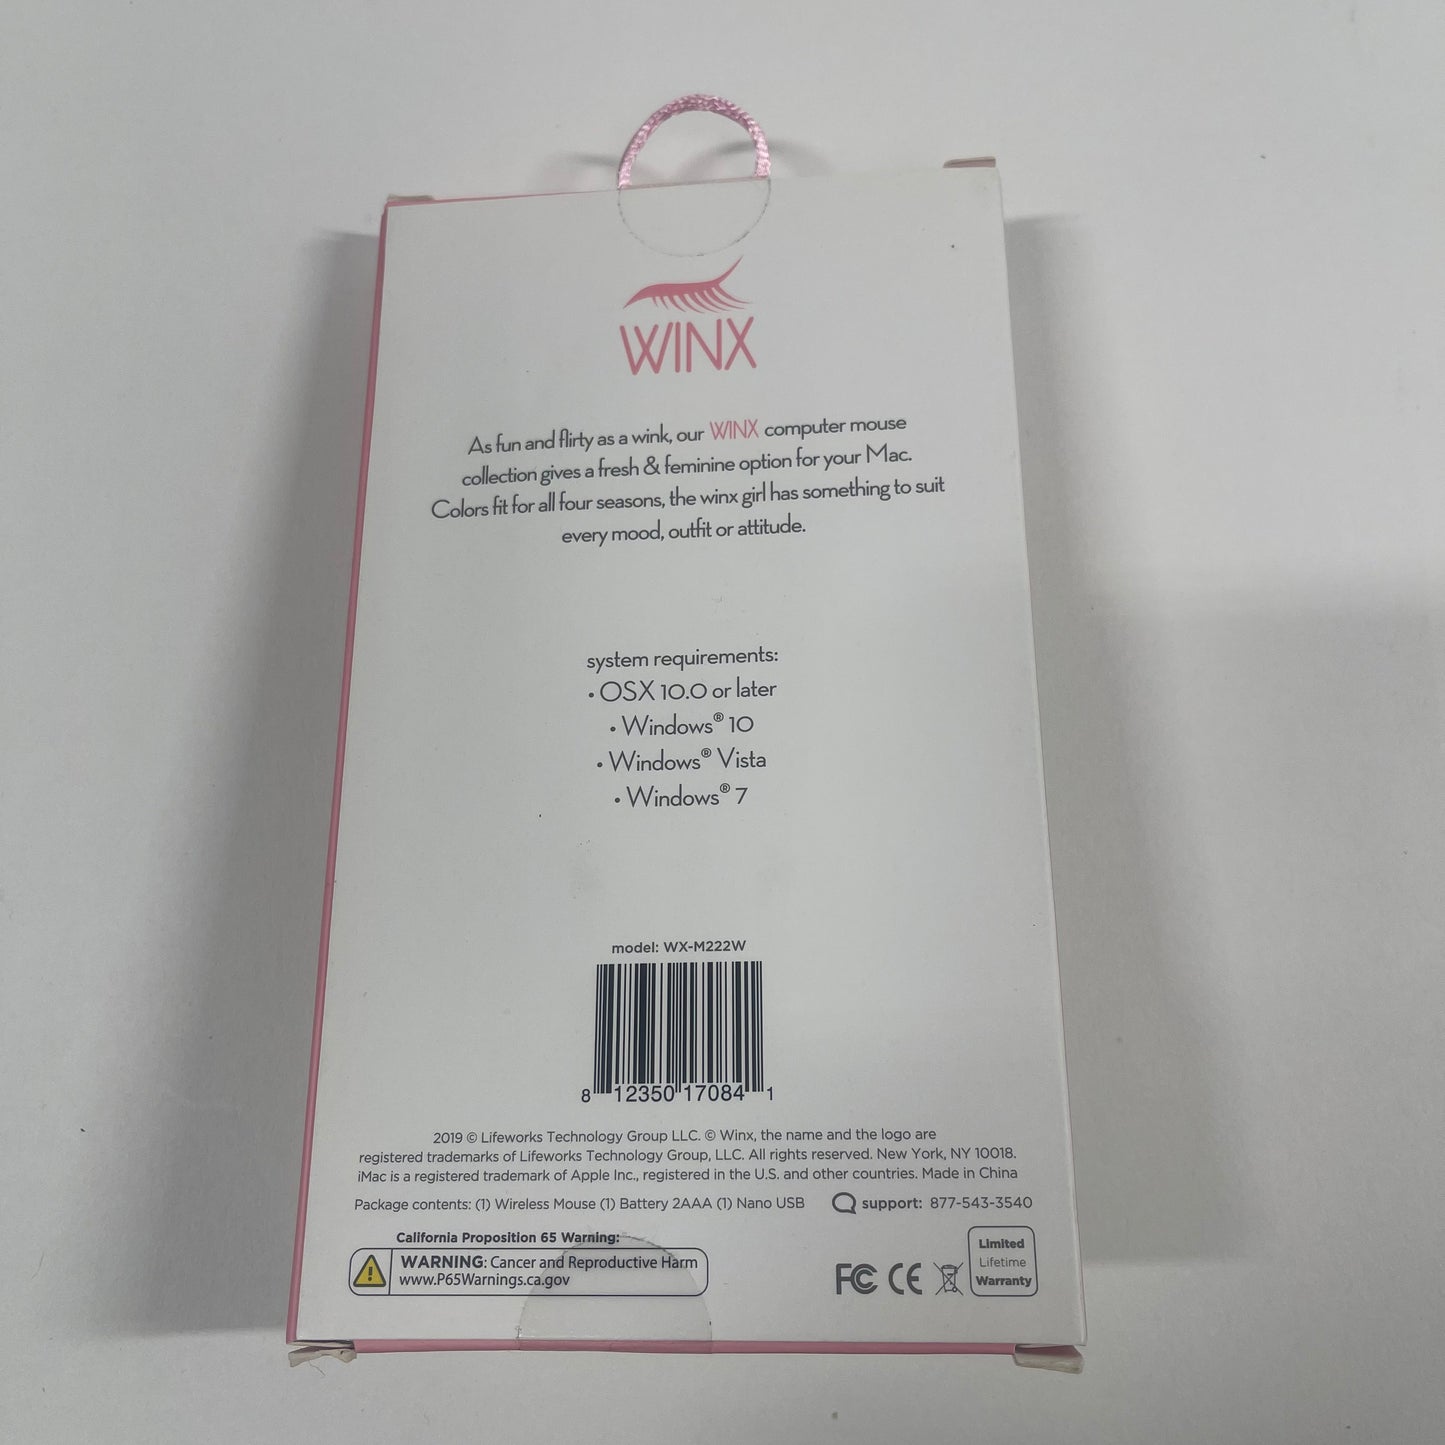 WINX
As fun and flirty as a wink, our WINX computer mouse
collection gives a fresh & feminine option for your Mac.
Colors fit for all four seasons, the winx girl has something to suit
every mood, outfit or attitude.
system requirements:
• OSX 10.0 or later
• Windows® 10
• Windows® Vista
• Windows® 7
model: WX-M222W
8 12350 17084 1
2019 © Lifeworks Technology Group LLC. © Winx, the name and the logo are
registered trademarks of Lifeworks Technology Group, LLC. All rights reserved. New York, NY 10018.
iMac is a registered trademark of Apple Inc., registered in the U.S. and other countries. Made in China
Package contents: (1) Wireless Mouse (1) Battery 2AAA (1) Nano USB
support: 877-543-3540
California Proposition 65 Warning:
WARNING: Cancer and Reproductive Harm
www.P65Warnings.ca.gov
FC CE
Limited
Lifetime
Warranty